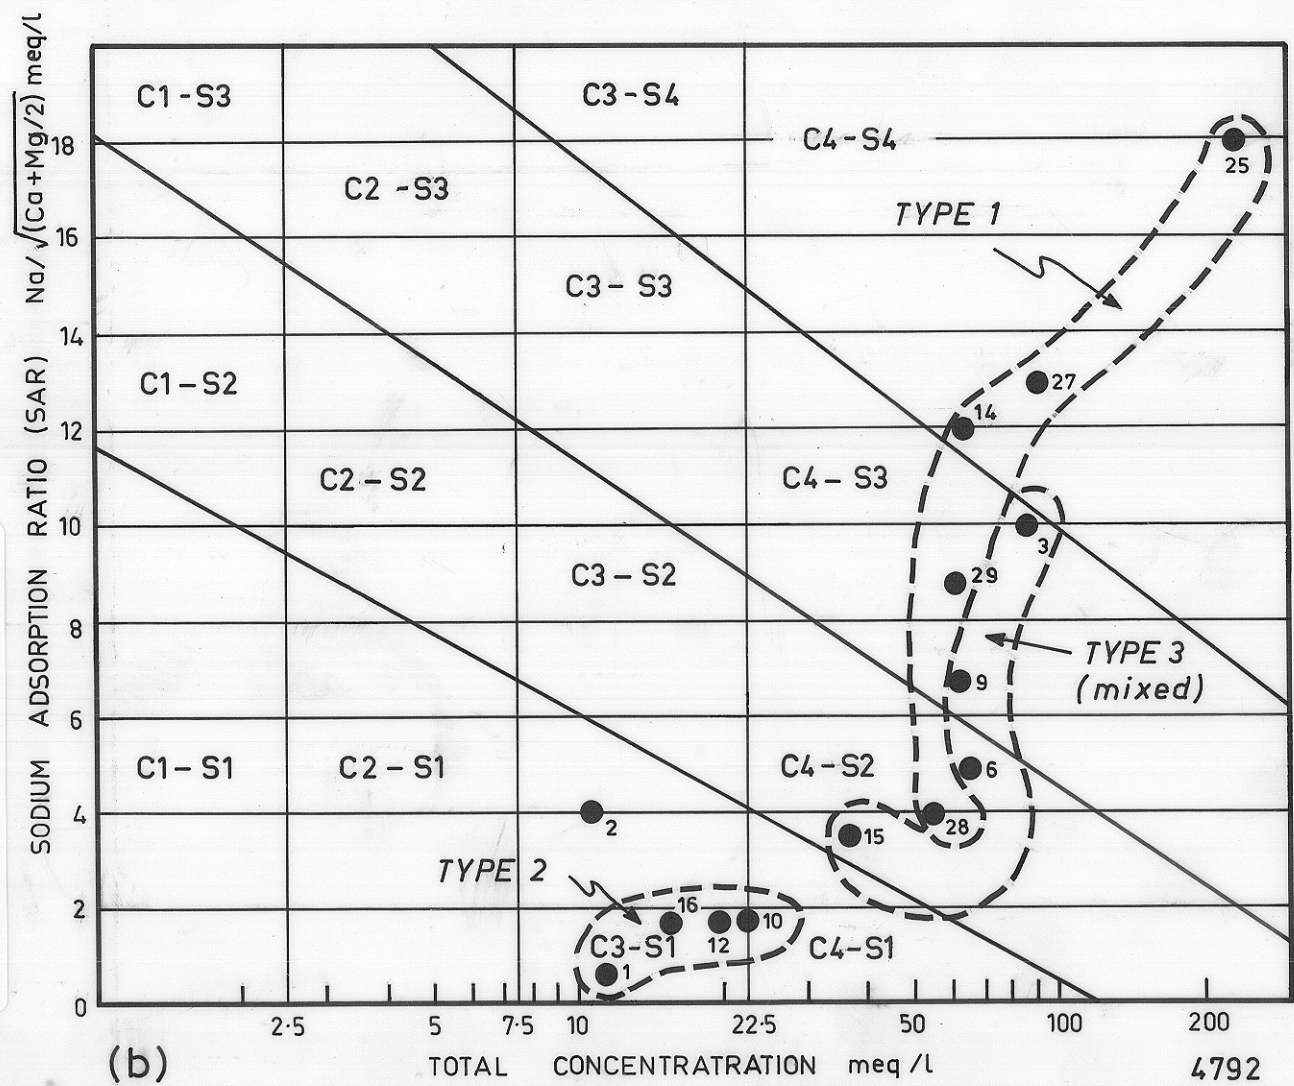 SODIUM ADSORPTION RATIO (SAR) Na/√(Ca+Mg/2) meq/l
C1-S3
C3-S4
18
C4-S4
25
C2-S3
TYPE 1
16
C3-S3
14
27
C1-S2
14
12
C2-S2
C4-S3
10
3
C3-S2
29
8
TYPE 3
(mixed)
9
6
C1-S1
C2-S1
C4-S2
6
4
2
28
15
TYPE 2
2
16
10
12
C3-S1
C4-S1
1
0
2·5
5
7·5
10
22·5
50
100
200
(b)
TOTAL CONCENTRATRATION meq/l
4792